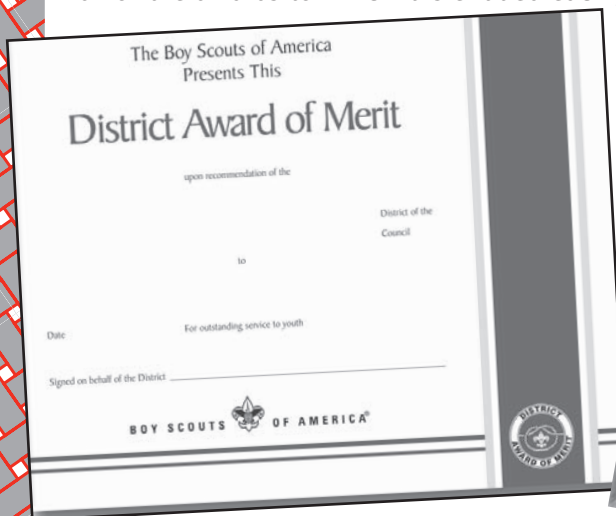 The Boy Scouts of America
Presents This
District Award of Merit
upon recommendation of the
District of the
Council
to
Date
For outstanding service to youth
Signed on behalf of the District
BOY SCOUTS OF AMERICA®
DISTRICT
AWARD OF MERIT